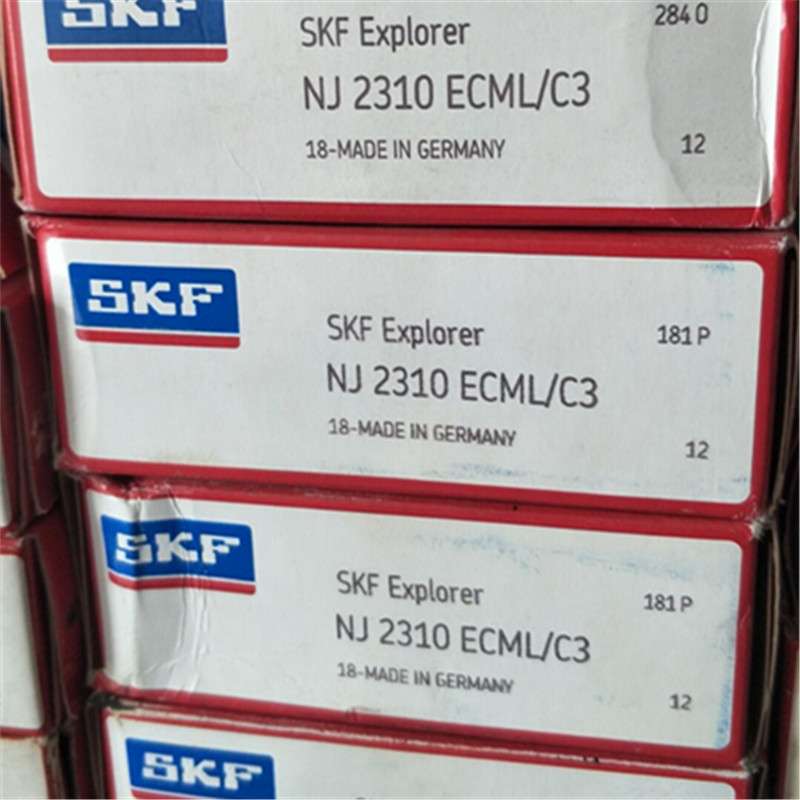 SKF
SKF Explorer
284 0
NJ 2310 ECML/C3
18-MADE IN GERMANY
12
SKF
SKF Explorer
181 P
NJ 2310 ECML/C3
18-MADE IN GERMANY
12
SKF
SKF Explorer
181 P
NJ 2310 ECML/C3
18-MADE IN GERMANY
12
SKF